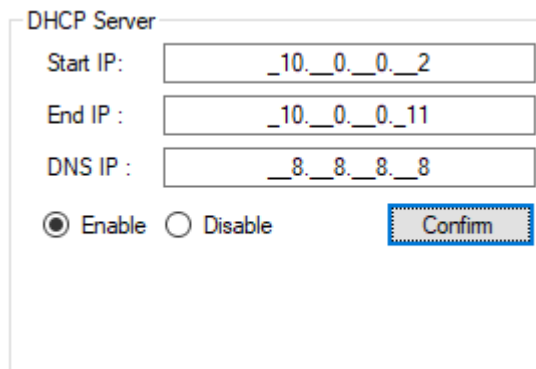 DHCP Server
Start IP: _10.__0.__0.__2
End IP : _10.__0.__0._11
DNS IP : __8.__8.__8.__8
Enable Disable Confirm